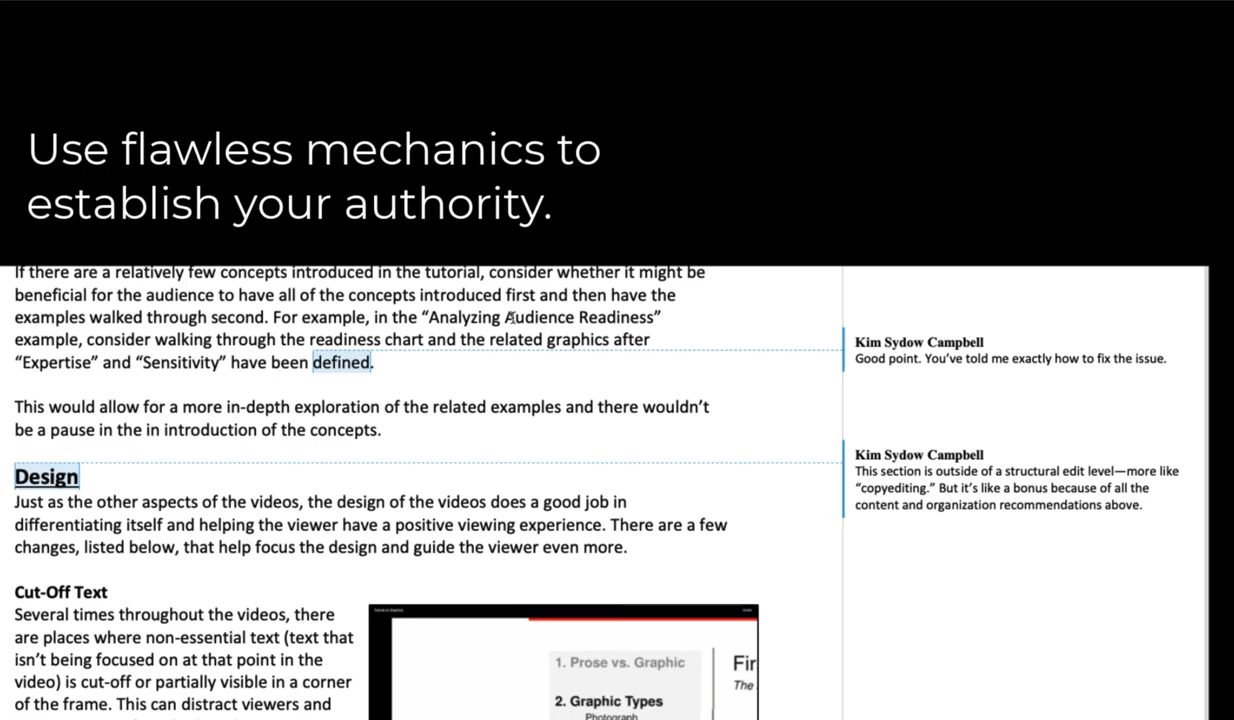 Use flawless mechanics to
establish your authority.
If there are a relatively few concepts introduced in the tutorial, consider whether it might be
beneficial for the audience to have all of the concepts introduced first and then have the
examples walked through second. For example, in the “Analyzing Audience Readiness”
example, consider walking through the readiness chart and the related graphics after
“Expertise” and “Sensitivity” have been defined.
This would allow for a more in-depth exploration of the related examples and there wouldn’t
be a pause in the in introduction of the concepts.
Design
Just as the other aspects of the videos, the design of the videos does a good job in
differentiating itself and helping the viewer have a positive viewing experience. There are a few
changes, listed below, that help focus the design and guide the viewer even more.
Cut-Off Text
Several times throughout the videos, there
are places where non-essential text (text that
isn’t being focused on at that point in the
video) is cut-off or partially visible in a corner
of the frame. This can distract viewers and
1. Prose vs. Graphic
2. Graphic Types
Photograph
Fir
The
Kim Sydow Campbell
Good point. You’ve told me exactly how to fix the issue.
Kim Sydow Campbell
This section is outside of a structural edit level—more like
“copyediting.” But it’s like a bonus because of all the
content and organization recommendations above.